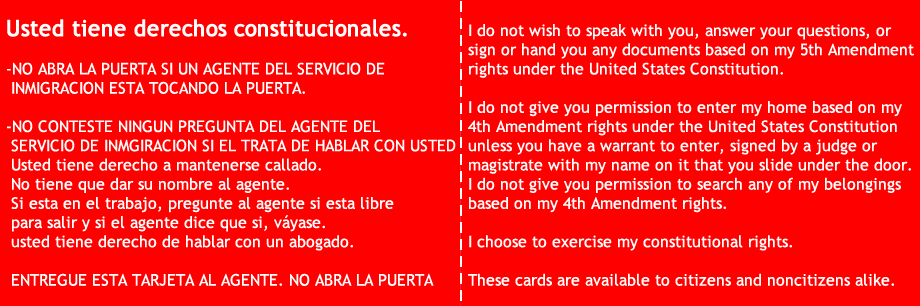 Usted tiene derechos constitucionales.
-NO ABRA LA PUERTA SI UN AGENTE DEL SERVICIO DE
INMIGRACION ESTA TOCANDO LA PUERTA.
-NO CONTESTE NINGUN PREGUNTA DEL AGENTE DEL
SERVICIO DE INMGIRACION SI EL TRATA DE HABLAR CON USTED
Usted tiene derecho a mantenerse callado.
No tiene que dar su nombre al agente.
Si esta en el trabajo, pregunte al agente si esta libre
para salir y si el agente dice que si, váyase.
usted tiene derecho de hablar con un abogado.
ENTREGUE ESTA TARJETA AL AGENTE. NO ABRA LA PUERTA
I do not wish to speak with you, answer your questions, or
sign or hand you any documents based on my 5th Amendment
rights under the United States Constitution.
I do not give you permission to enter my home based on my
4th Amendment rights under the United States Constitution
unless you have a warrant to enter, signed by a judge or
magistrate with my name on it that you slide under the door.
I do not give you permission to search any of my belongings
based on my 4th Amendment rights.
I choose to exercise my constitutional rights.
These cards are available to citizens and noncitizens alike.